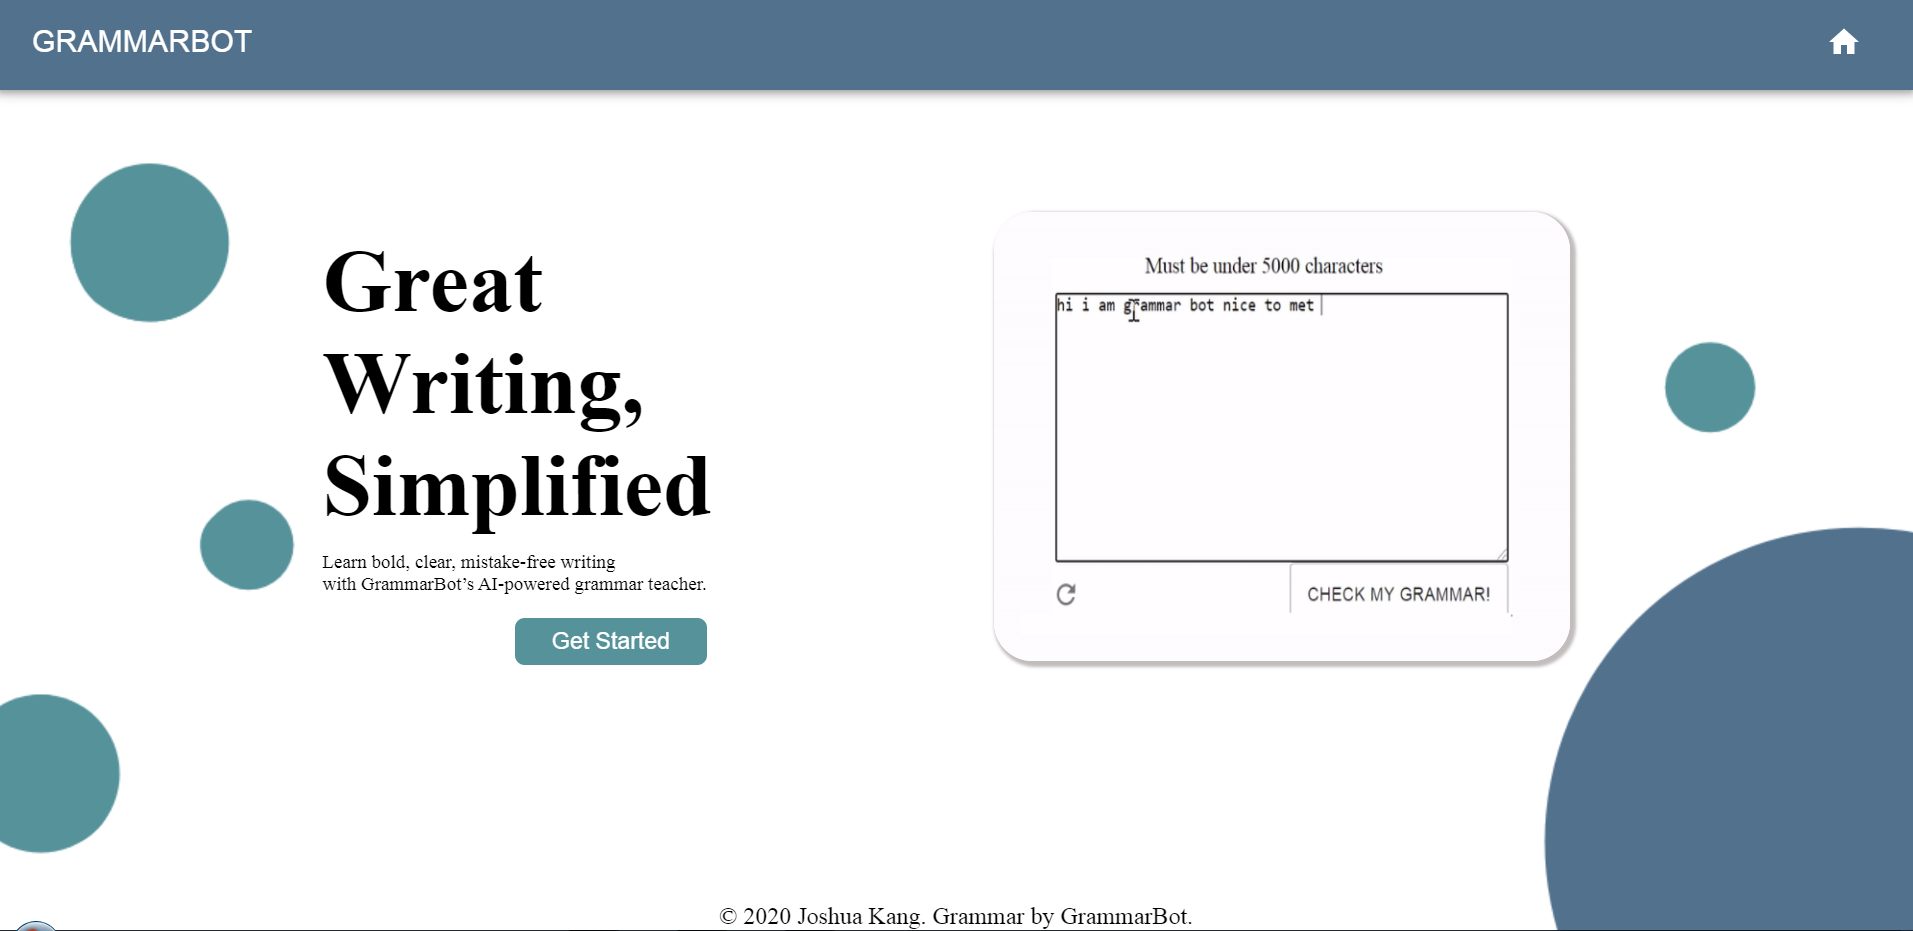 GRAMMARBOT
Great
Writing,
Simplified
Learn bold, clear, mistake-free writing
with GrammarBot’s AI-powered grammar teacher.
Get Started
Must be under 5000 characters
hi i am grammar bot nice to met
CHECK MY GRAMMAR!
© 2020 Joshua Kang. Grammar by GrammarBot.